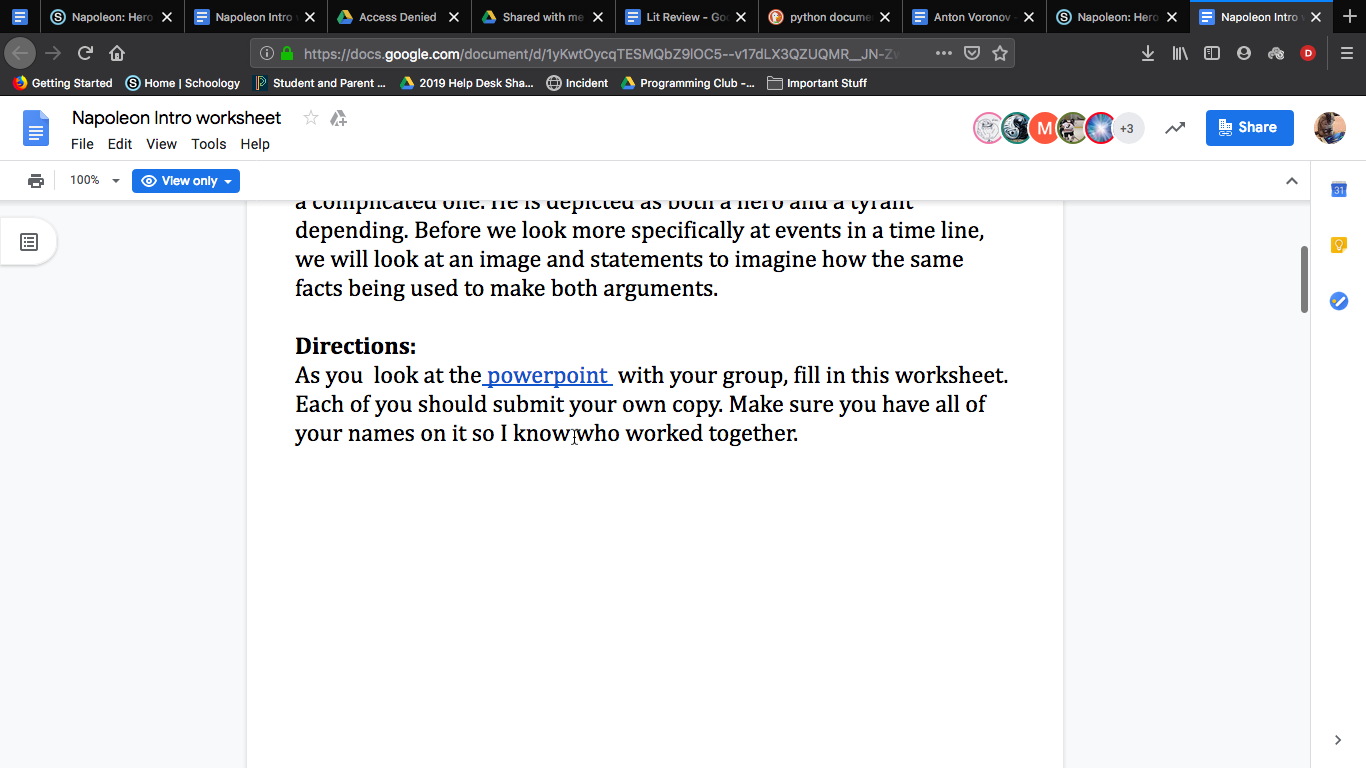 Napoleon: Hero
Napoleon Intro
Access Denied
Shared with me
Lit Review - Goo
python docume
Anton Voronov -
Napoleon: Hero
Napoleon Intro w
https://docs.google.com/document/d/1yKwtOycqTESMQbZ9lOC5--v17dLX3QZUQMR__JN-Zw
D
Getting Started
Home | Schoology
Student and Parent ...
2019 Help Desk Sha...
Incident
Programming Club -...
Important Stuff
Napoleon Intro worksheet
File Edit View Tools Help
M
+3
Share
100%
View only
31
a complicated one. He is depicted as both a hero and a tyrant
depending. Before we look more specifically at events in a time line,
we will look at an image and statements to imagine how the same
facts being used to make both arguments.
Directions:
As you look at the powerpoint with your group, fill in this worksheet.
Each of you should submit your own copy. Make sure you have all of
your names on it so I know who worked together.